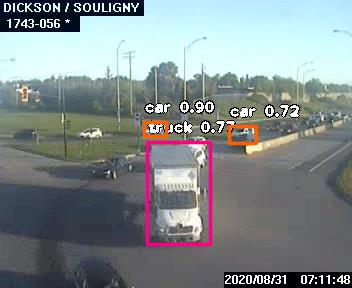 DICKSON / SOULIGNY
1743-056 *
car 0.90
car 0.72
truck 0.77
2020/08/31 07:11:48